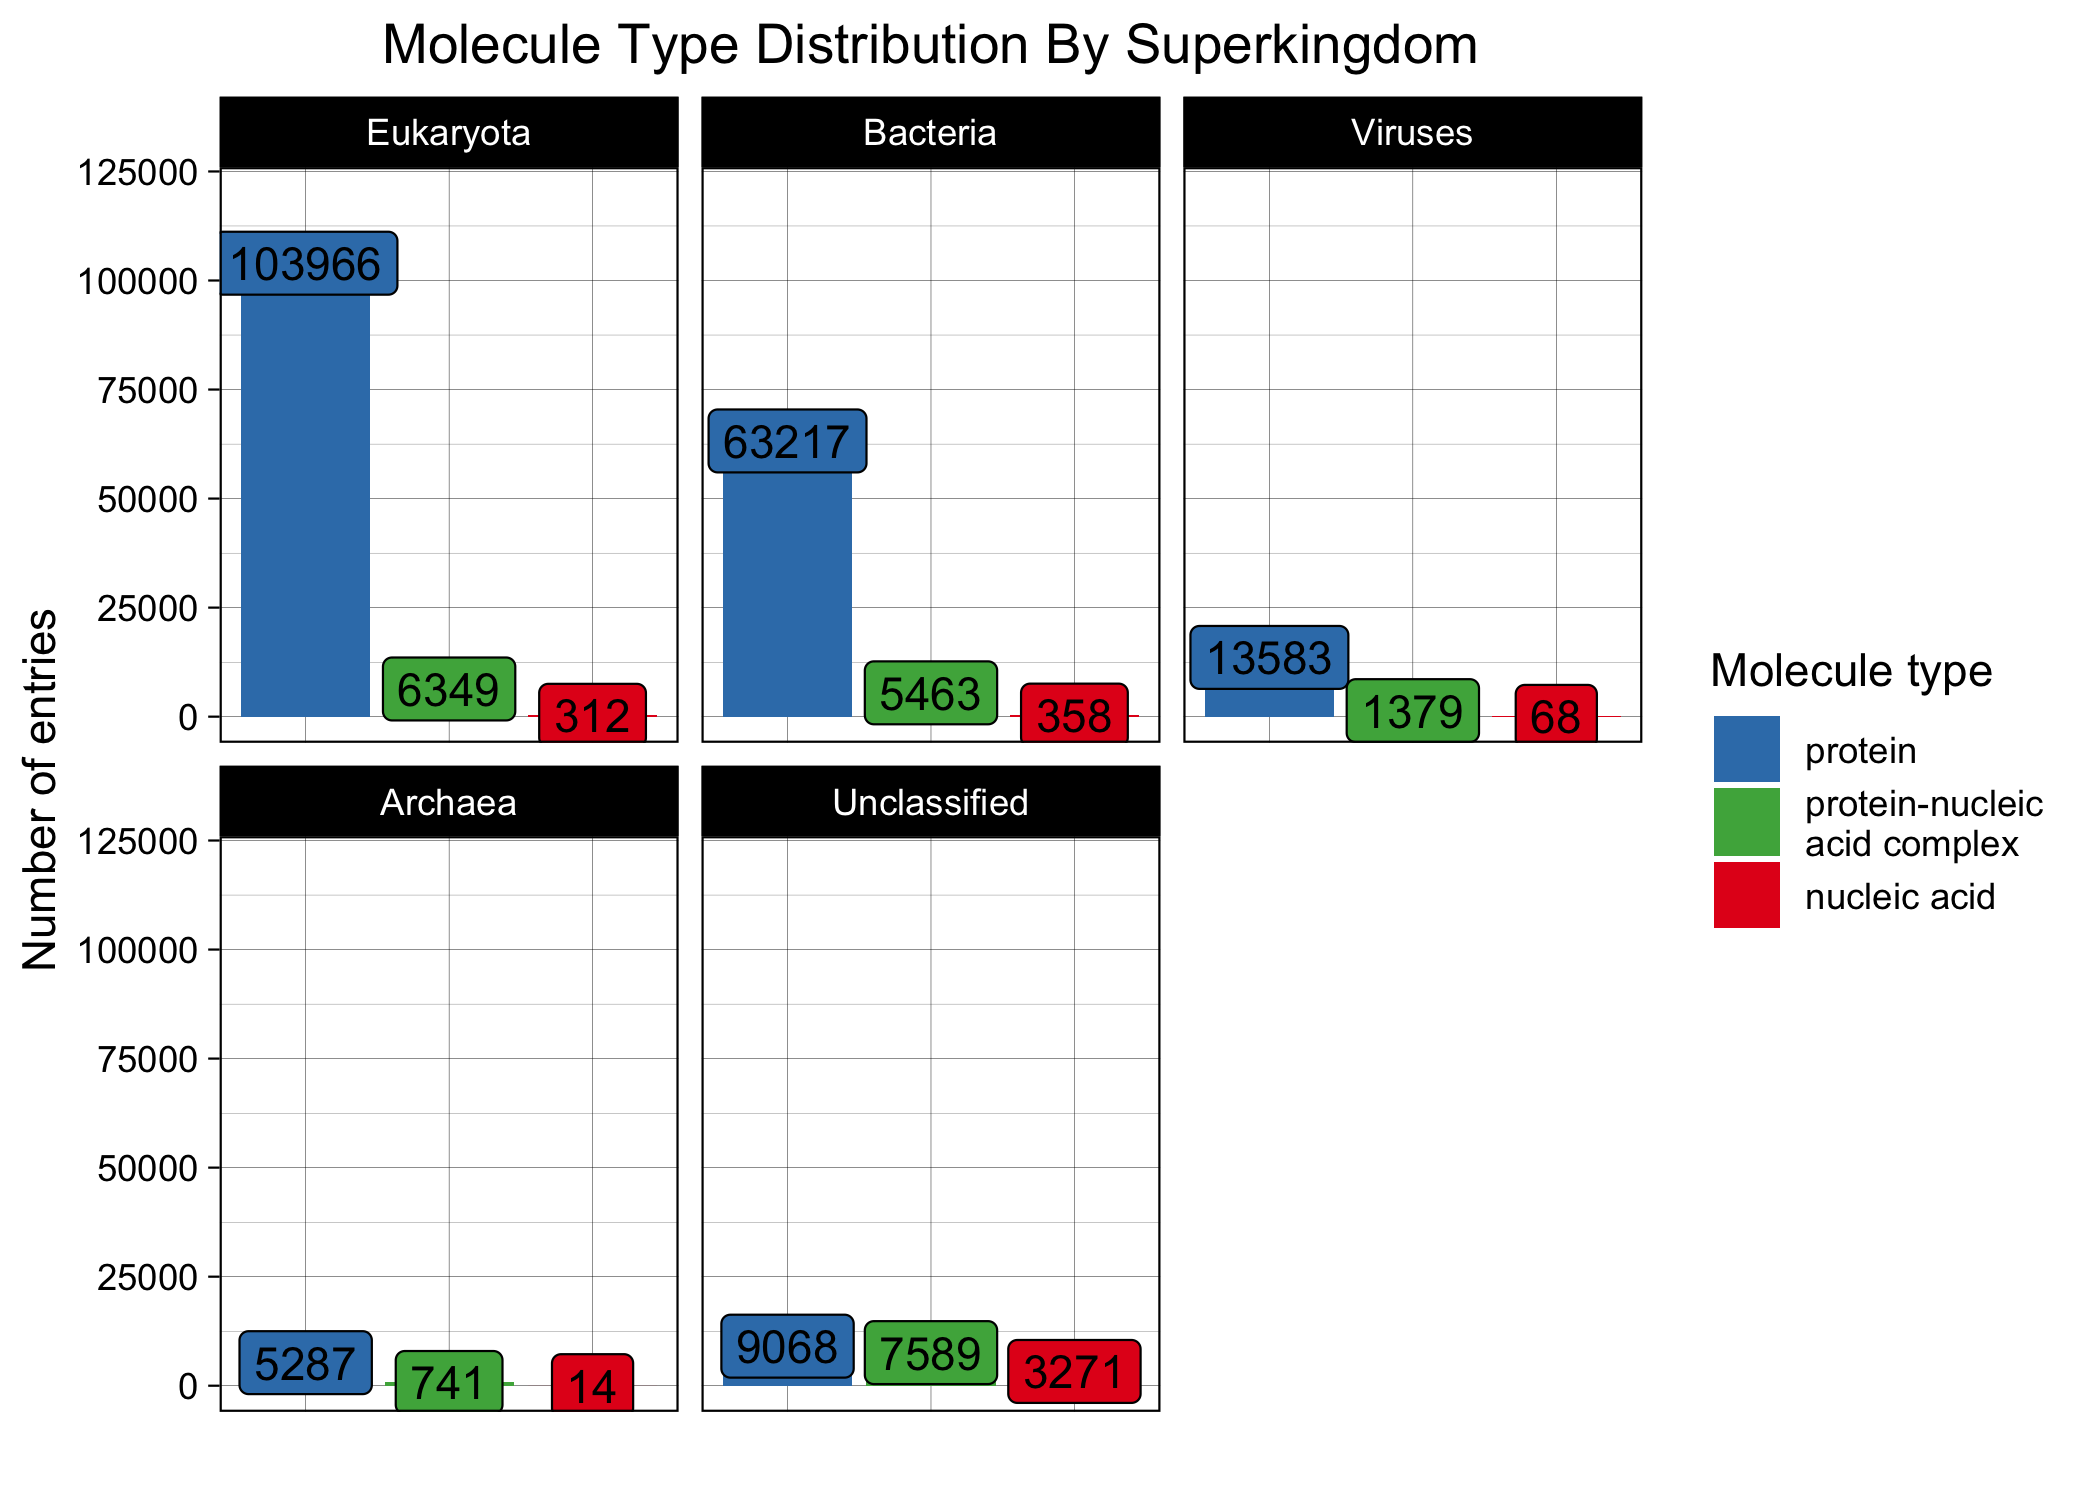 Molecule Type Distribution By Superkingdom
Number of entries
Eukaryota
Bacteria
Viruses
125000
100000
75000
50000
25000
0
103966
6349
312
63217
5463
358
13583
1379
68
Archaea
Unclassified
125000
100000
75000
50000
25000
0
5287
741
14
9068
7589
3271
Molecule type
protein
protein-nucleic
acid complex
nucleic acid